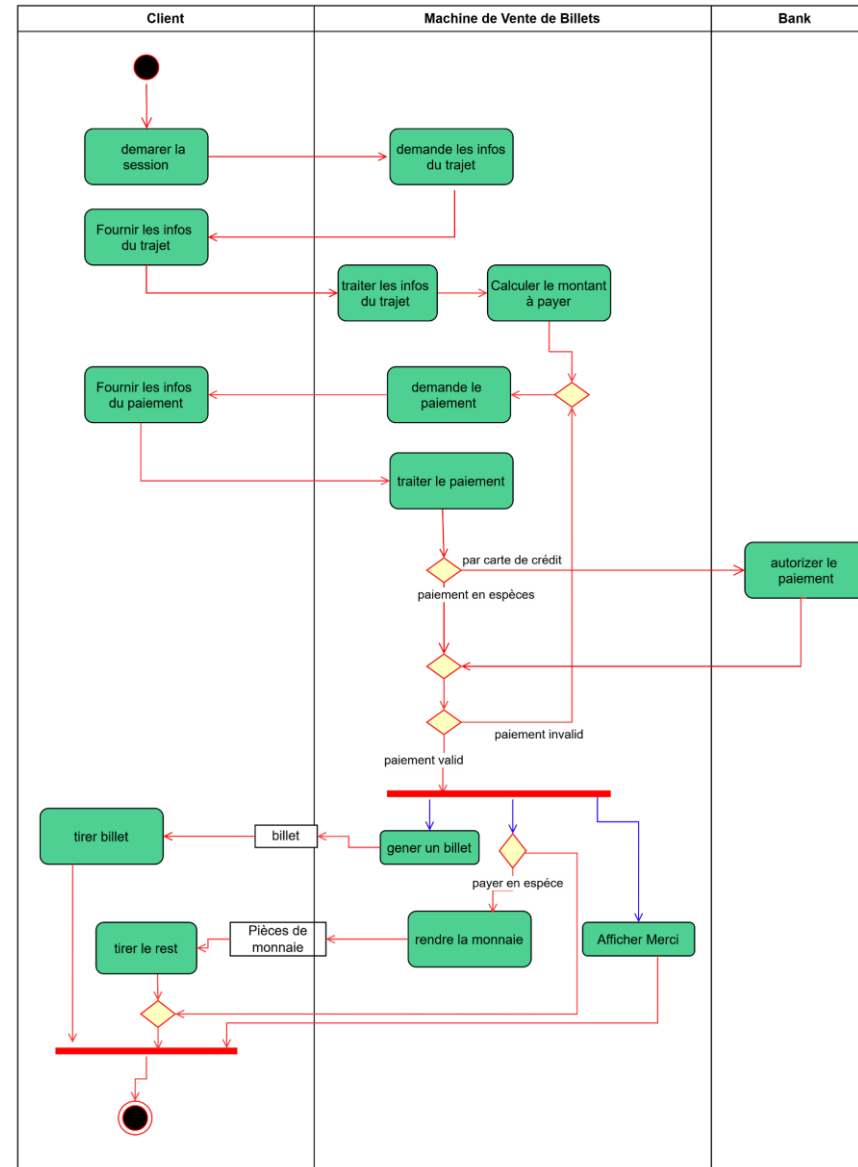 Client
Machine de Vente de Billets
Bank
demarer la
session
demande les infos
du trajet
Fournir les infos
du trajet
traiter les infos
du trajet
Calculer le montant
à payer
Fournir les infos
du paiement
demande le
paiement
traiter le paiement
par carte de crédit
autorizer le
paiement
paiement en espèces
paiement invalid
paiement valid
tirer billet
billet
gener un billet
payer en espéce
tirer le rest
Pièces de
monnaie
rendre la monnaie
Afficher Merci